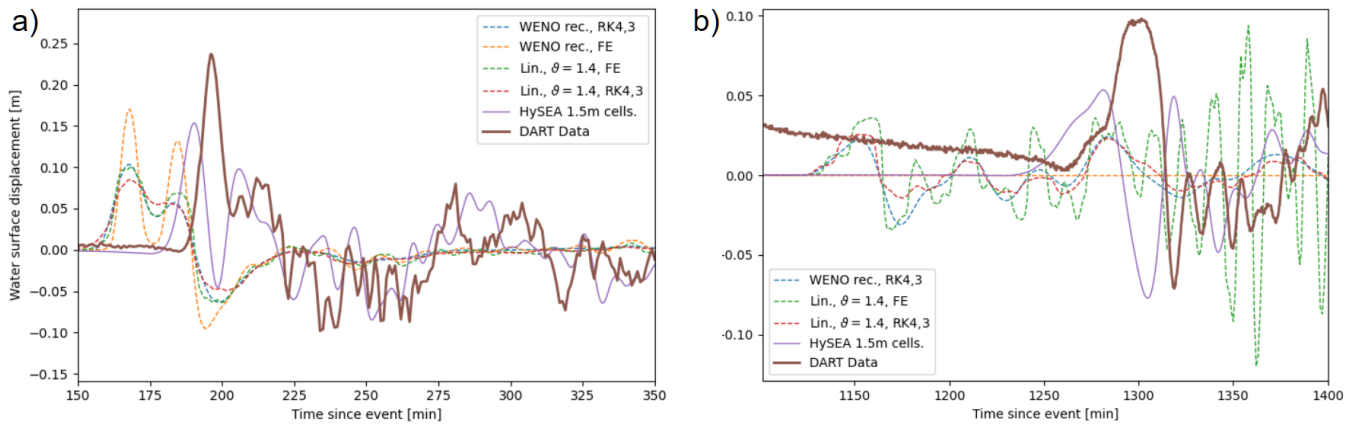 a)
Water surface displacement [m]
0.25
0.20
0.15
0.10
0.05
0.00
−0.05
−0.10
−0.15
WENO rec., RK4,3
WENO rec., FE
Lin., ϑ = 1.4, FE
Lin., ϑ = 1.4, RK4,3
HySEA 1.5m cells.
DART Data
150 175 200 225 250 275 300 325 350
Time since event [min]
b)
0.10
0.05
0.00
-0.05
-0.10
WENO rec., RK4,3
Lin., ϑ = 1.4, FE
Lin., ϑ = 1.4, RK4,3
HySEA 1.5m cells.
DART Data
1150 1200 1250 1300 1350 1400
Time since event [min]